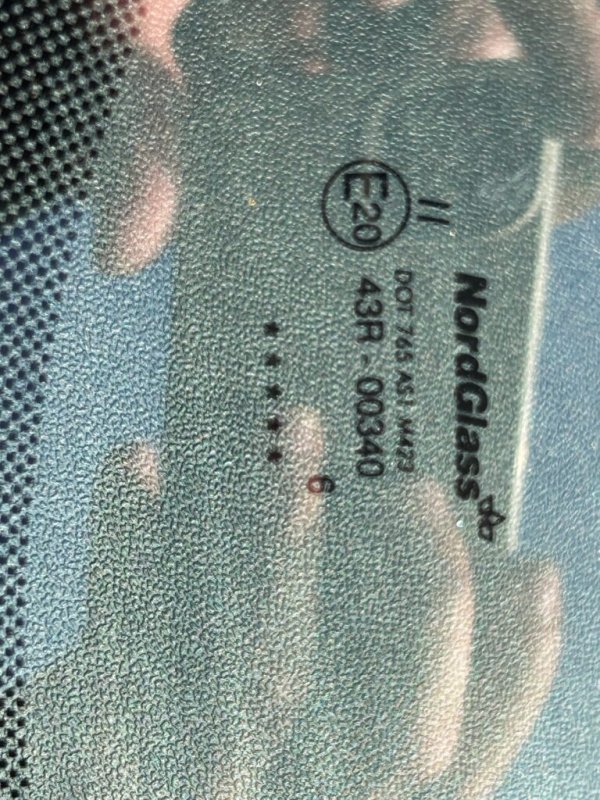 NordGlass
II
DOT 765 AS1 M423
E20
43R - 00340
6
★★★★★